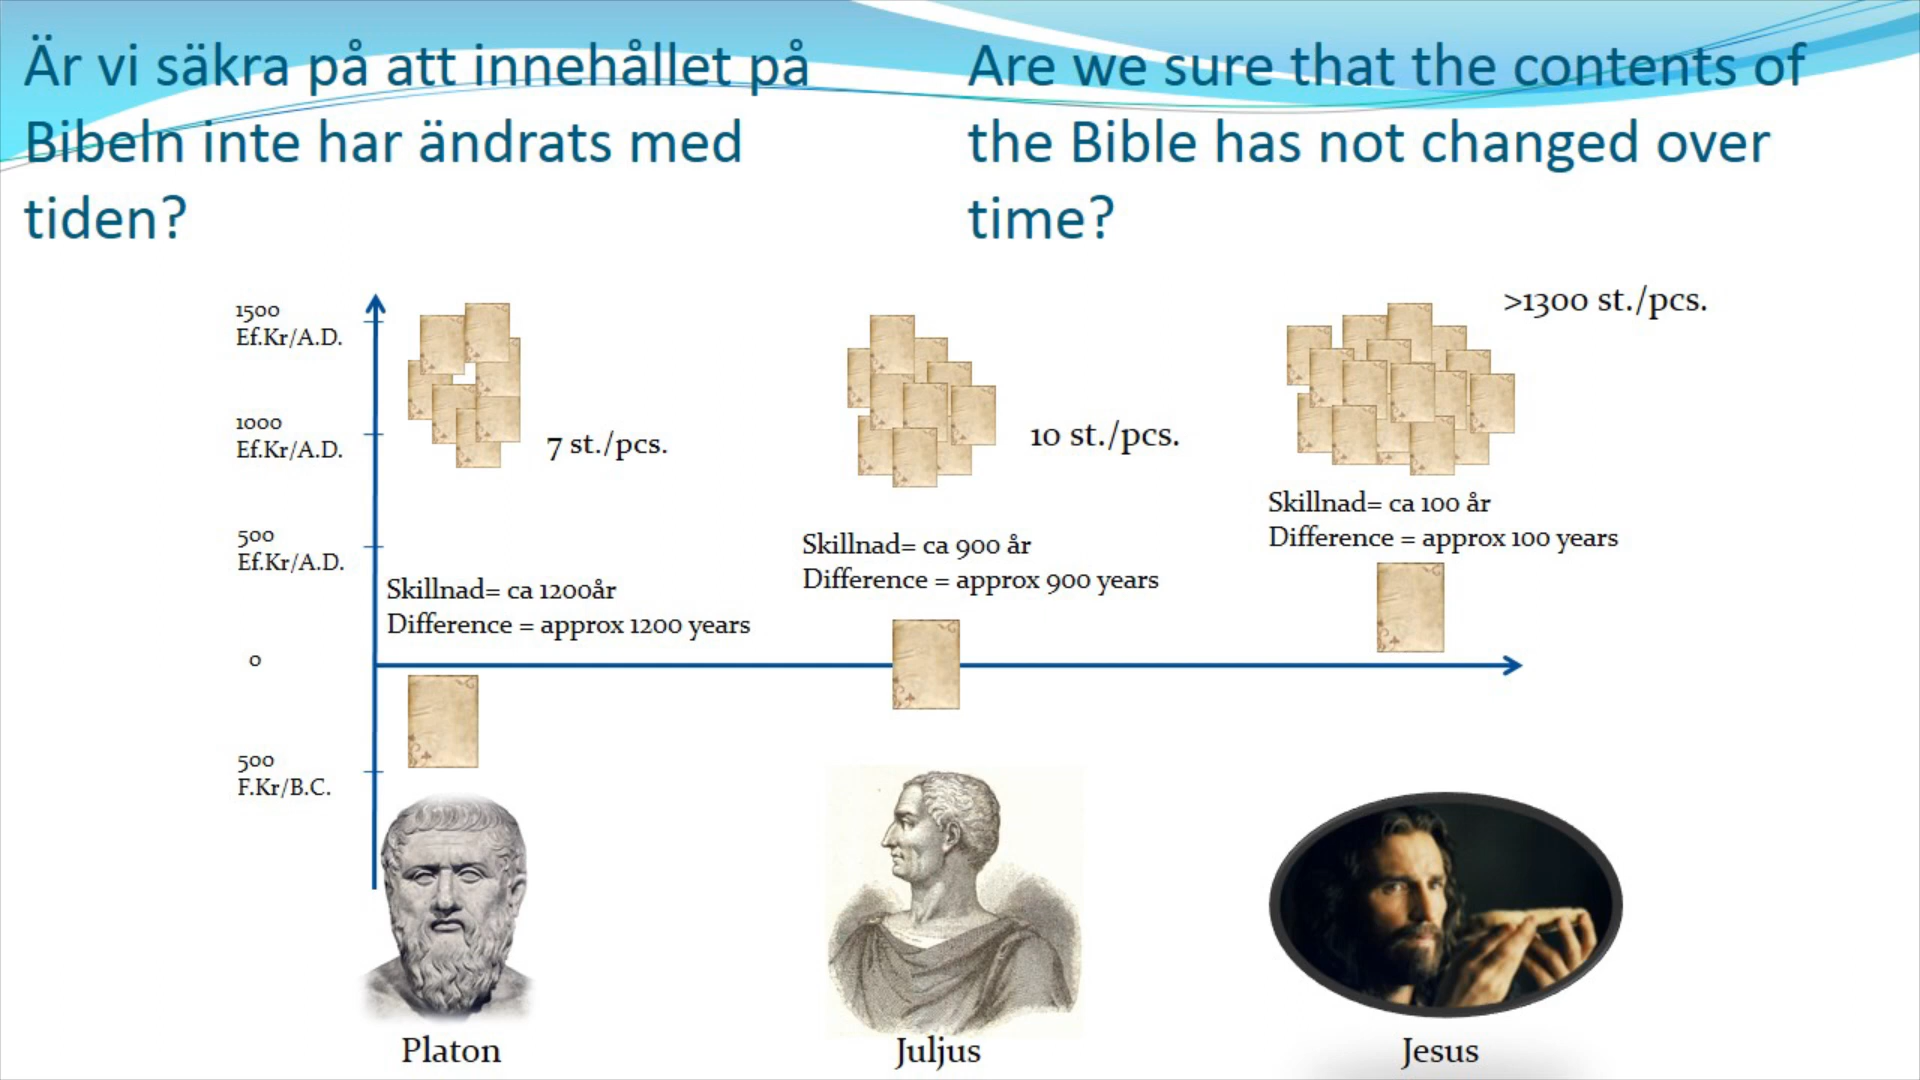 Är vi säkra på att innehållet på
Bibeln inte har ändrats med
tiden?
Are we sure that the contents of
the Bible has not changed over
time?
1500
Ef.Kr/A.D.
1000
Ef.Kr/A.D.
500
Ef.Kr/A.D.
0
500
F.Kr/B.C.
7 st./pcs.
Skillnad= ca 1200år
Difference = approx 1200 years
10 st./pcs.
Skillnad= ca 900 år
Difference = approx 900 years
>1300 st./pcs.
Skillnad= ca 100 år
Difference = approx 100 years
Platon
Juljus
Jesus